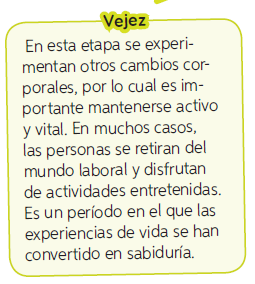 Vejez
En esta etapa se experi-
mentan otros cambios cor-
porales, por lo cual es im-
portante mantenerse activo
y vital. En muchos casos,
las personas se retiran del
mundo laboral y disfrutan
de actividades entretenidas.
Es un período en el que las
experiencias de vida se han
convertido en sabiduría.